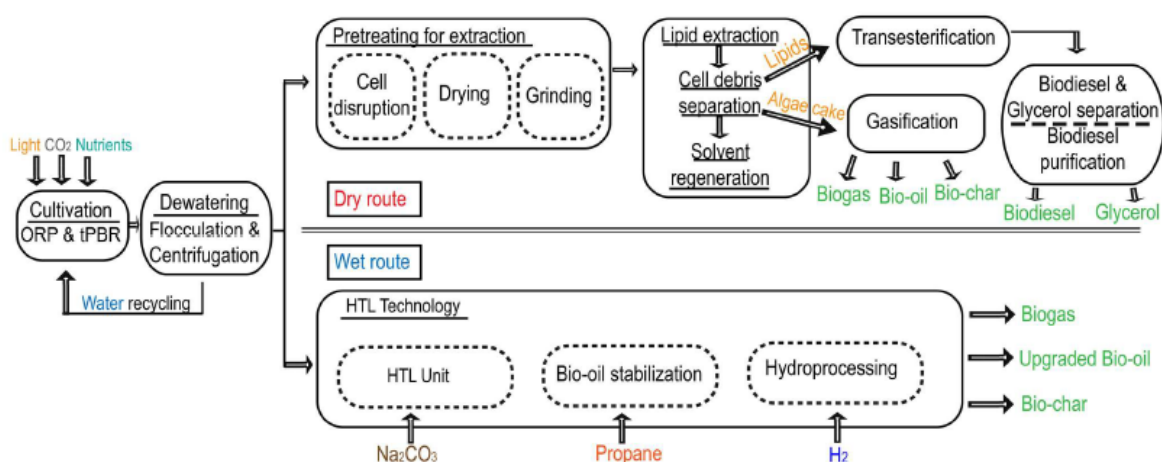 Light CO₂ Nutrients
Cultivation
ORP & tPBR
Dewatering
Flocculation &
Centrifugation
Water recycling
Pretreating for extraction
Cell
disruption
Drying
Grinding
Lipid extraction
Cell debris
separation
Solvent
regeneration
Lipids
Algae cake
Transesterification
Gasification
Biogas
Bio-oil
Bio-char
Biodiesel &
Glycerol separation
Biodiesel
purification
Biodiesel
Glycerol
Dry route
Wet route
HTL Technology
HTL Unit
Bio-oil stabilization
Hydroprocessing
Na₂CO₃
Propane
H₂
Biogas
Upgraded Bio-oil
Bio-char